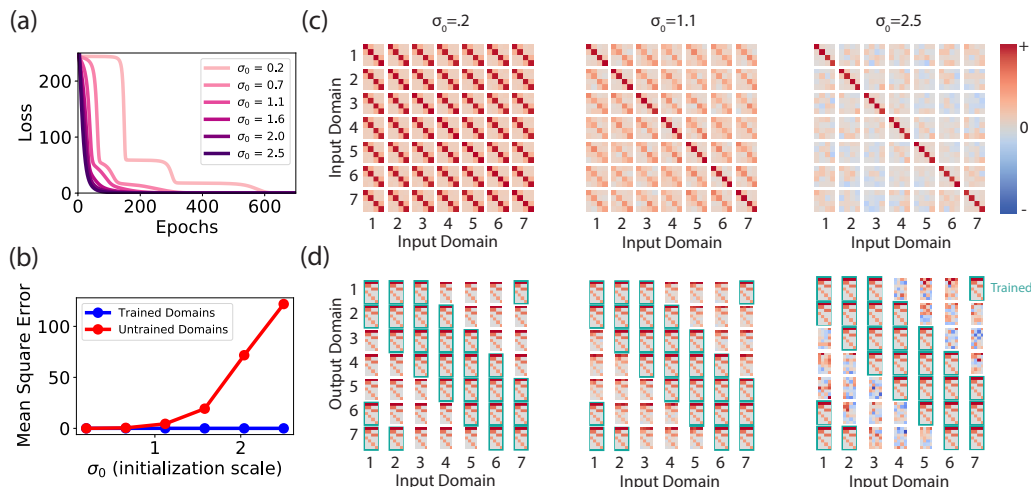 (a)
Loss
200
100
0
0
200
400
600
Epochs
σ₀ = 0.2
σ₀ = 0.7
σ₀ = 1.1
σ₀ = 1.6
σ₀ = 2.0
σ₀ = 2.5
(b)
Mean Square Error
100
50
0
1
2
σ₀ (initialization scale)
Trained Domains
Untrained Domains
(c)
σ₀=.2
σ₀=1.1
σ₀=2.5
Input Domain
1
2
3
4
5
6
7
1 2 3 4 5 6 7
Input Domain
1 2 3 4 5 6 7
Input Domain
1 2 3 4 5 6 7
Input Domain
+
0
-
(d)
Output Domain
1
2
3
4
5
6
7
1 2 3 4 5 6 7
Input Domain
1 2 3 4 5 6 7
Input Domain
1 2 3 4 5 6 7
Input Domain
Trained